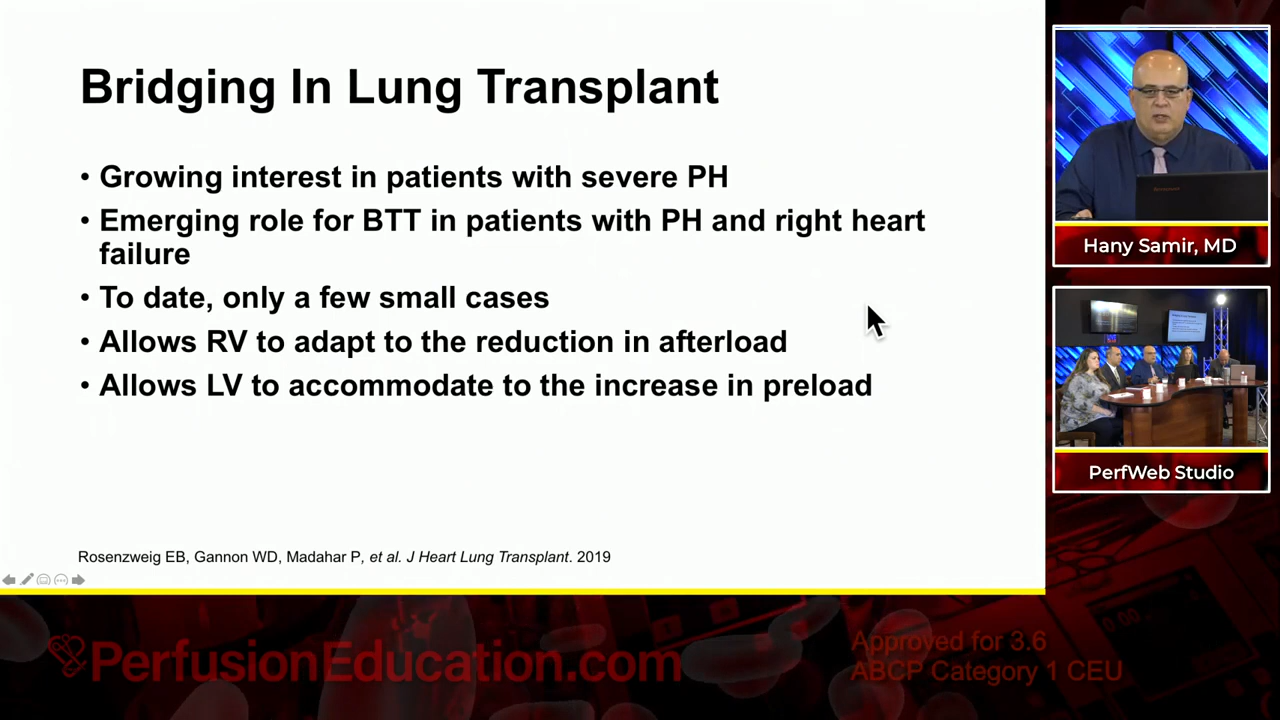 Bridging In Lung Transplant
• Growing interest in patients with severe PH
• Emerging role for BTT in patients with PH and right heart
failure
• To date, only a few small cases
• Allows RV to adapt to the reduction in afterload
• Allows LV to accommodate to the increase in preload
Rosenzweig EB, Gannon WD, Madahar P, et al. J Heart Lung Transplant. 2019
Hany Samir, MD
PerfWeb Studio
PerfusionEducation.com
Approved for 3.6
ABCP Category 1 CEU